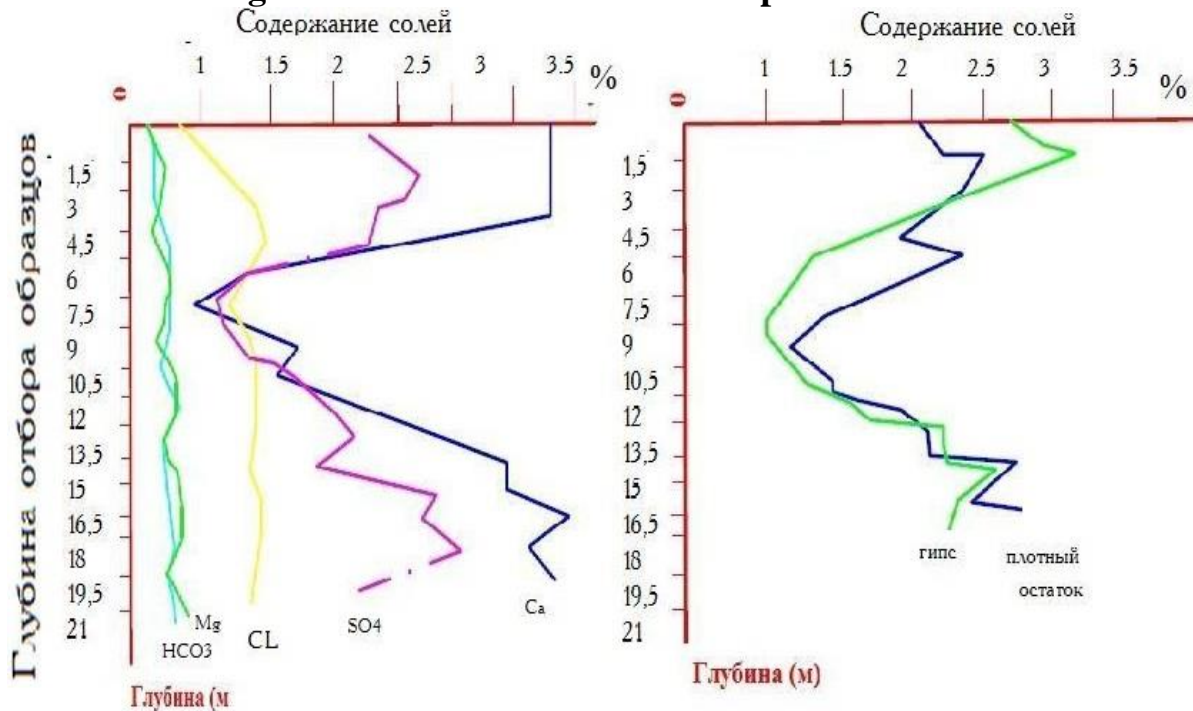 Содержание солей
1 1.5 2 2.5 3 3.5 %
0
Глубина отбора образцов
1,5
3
4,5
6
7,5
9
10,5
12
13,5
15
16,5
18
19,5
21
Mg
HCO3
CL
SO4
Ca
Глубина (м
Содержание солей
1 1.5 2 2.5 3 3.5 %
0
1,5
3
4,5
6
7,5
9
10,5
12
13,5
15
16,5
18
19,5
21
гипс
плотный
остаток
Глубина (м)